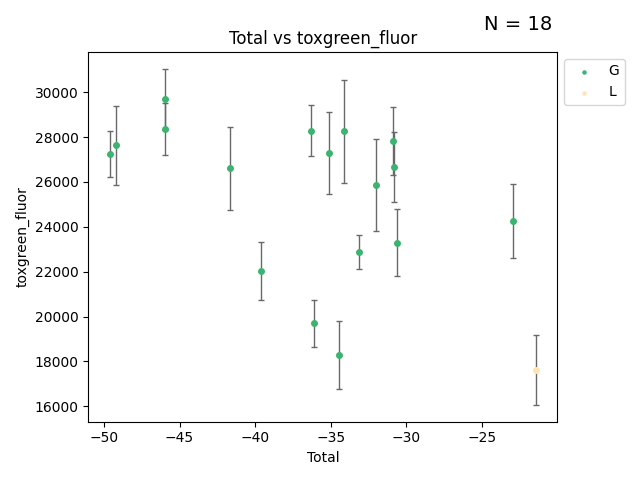 N = 18
Total vs toxgreen_fluor
G
L
30000
28000
26000
24000
22000
20000
18000
16000
toxgreen_fluor
−50
−45
−40
−35
−30
−25
Total